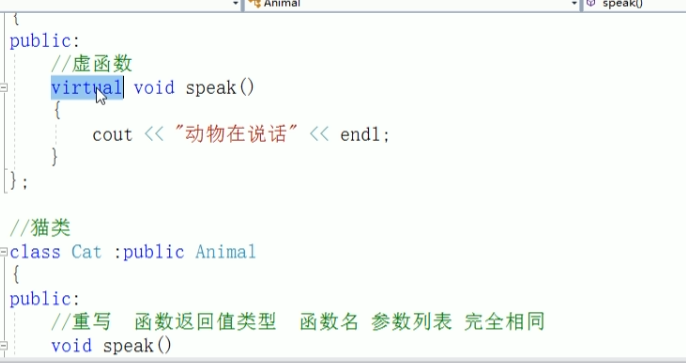 Animal speak()
{
public:
//虚函数
virtual void speak()
{
cout << "动物在说话" << endl;
}
};
//猫类
class Cat :public Animal
{
public:
//重写 函数返回值类型 函数名 参数列表 完全相同
void speak()